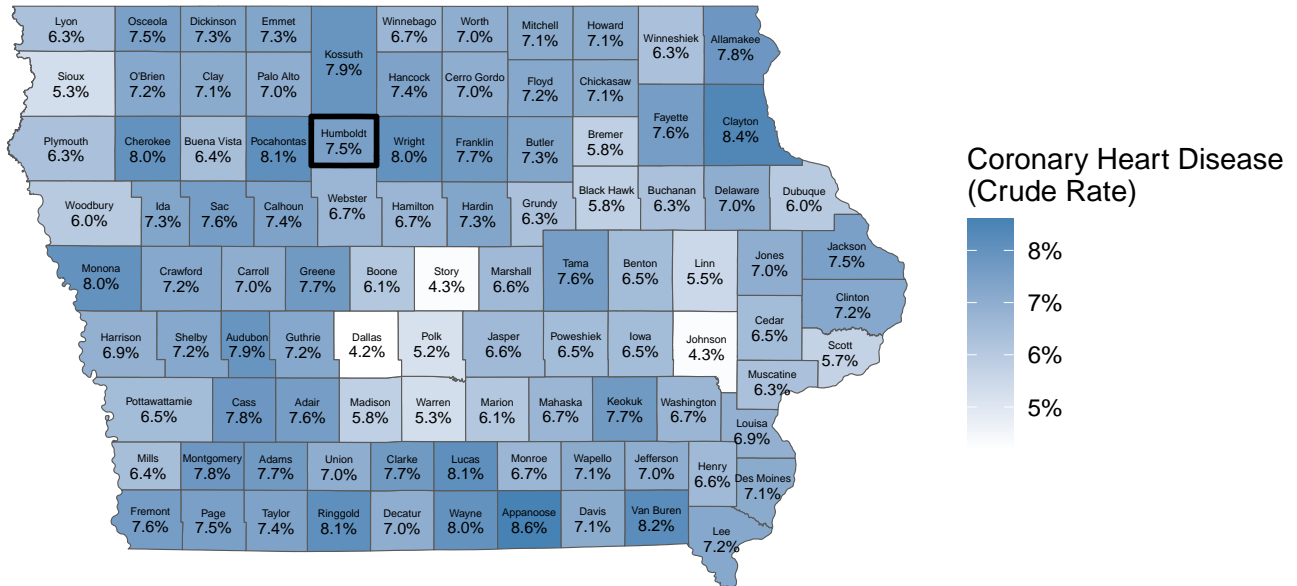 Lyon
6.3%
Osceola
7.5%
Dickinson
7.3%
Emmet
7.3%
Kossuth
7.9%
Winnebago
6.7%
Worth
7.0%
Mitchell
7.1%
Howard
7.1%
Winneshiek
6.3%
Allamakee
7.8%
Sioux
5.3%
O'Brien
7.2%
Clay
7.1%
Palo Alto
7.0%
Hancock
7.4%
Cerro Gordo
7.0%
Floyd
7.2%
Chickasaw
7.1%
Fayette
7.6%
Clayton
8.4%
Plymouth
6.3%
Cherokee
8.0%
Buena Vista
6.4%
Pocahontas
8.1%
Humboldt
7.5%
Wright
8.0%
Franklin
7.7%
Butler
7.3%
Bremer
5.8%
Woodbury
6.0%
Ida
7.3%
Sac
7.6%
Calhoun
7.4%
Webster
6.7%
Hamilton
6.7%
Hardin
7.3%
Grundy
6.3%
Black Hawk
5.8%
Buchanan
6.3%
Delaware
7.0%
Dubuque
6.0%
Monona
8.0%
Crawford
7.2%
Carroll
7.0%
Greene
7.7%
Boone
6.1%
Story
4.3%
Marshall
6.6%
Tama
7.6%
Benton
6.5%
Linn
5.5%
Jones
7.0%
Jackson
7.5%
Clinton
7.2%
Harrison
6.9%
Shelby
7.2%
Audubon
7.9%
Guthrie
7.2%
Dallas
4.2%
Polk
5.2%
Jasper
6.6%
Poweshiek
6.5%
Iowa
6.5%
Johnson
4.3%
Cedar
6.5%
Scott
5.7%
Muscatine
6.3%
Pottawattamie
6.5%
Cass
7.8%
Adair
7.6%
Madison
5.8%
Warren
5.3%
Marion
6.1%
Mahaska
6.7%
Keokuk
7.7%
Washington
6.7%
Louisa
6.9%
Mills
6.4%
Montgomery
7.8%
Adams
7.7%
Union
7.0%
Clarke
7.7%
Lucas
8.1%
Monroe
6.7%
Wapello
7.1%
Jefferson
7.0%
Henry
6.6%
Des Moines
7.1%
Fremont
7.6%
Page
7.5%
Taylor
7.4%
Ringgold
8.1%
Decatur
7.0%
Wayne
8.0%
Appanoose
8.6%
Davis
7.1%
Van Buren
8.2%
Lee
7.2%
Coronary Heart Disease
(Crude Rate)
8%
7%
6%
5%